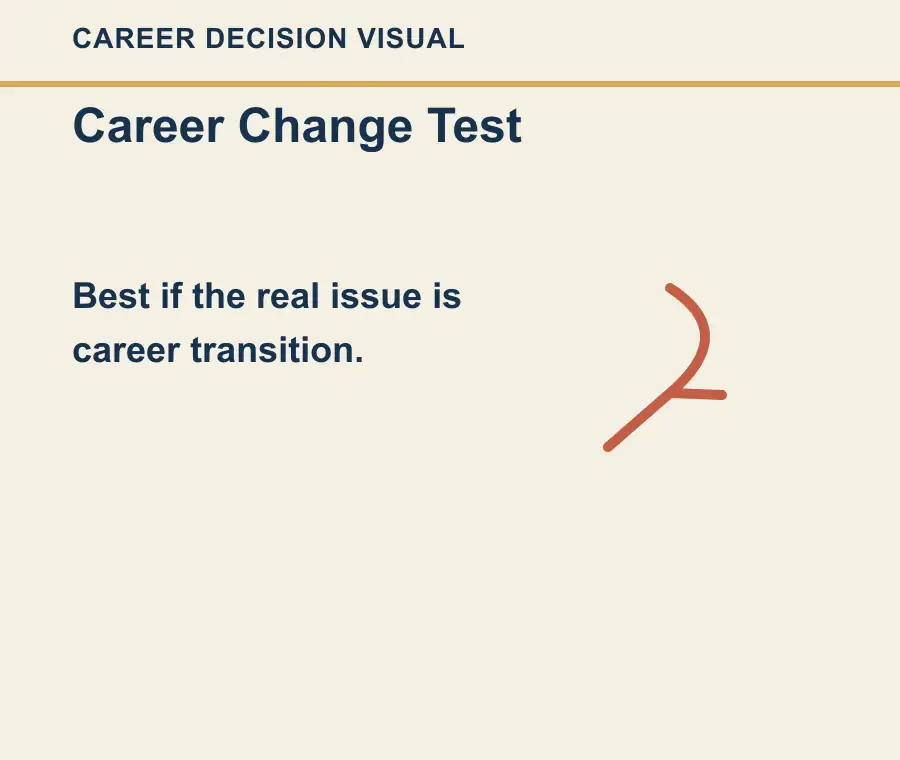 CAREER DECISION VISUAL
Career Change Test
Best if the real issue is
career transition.